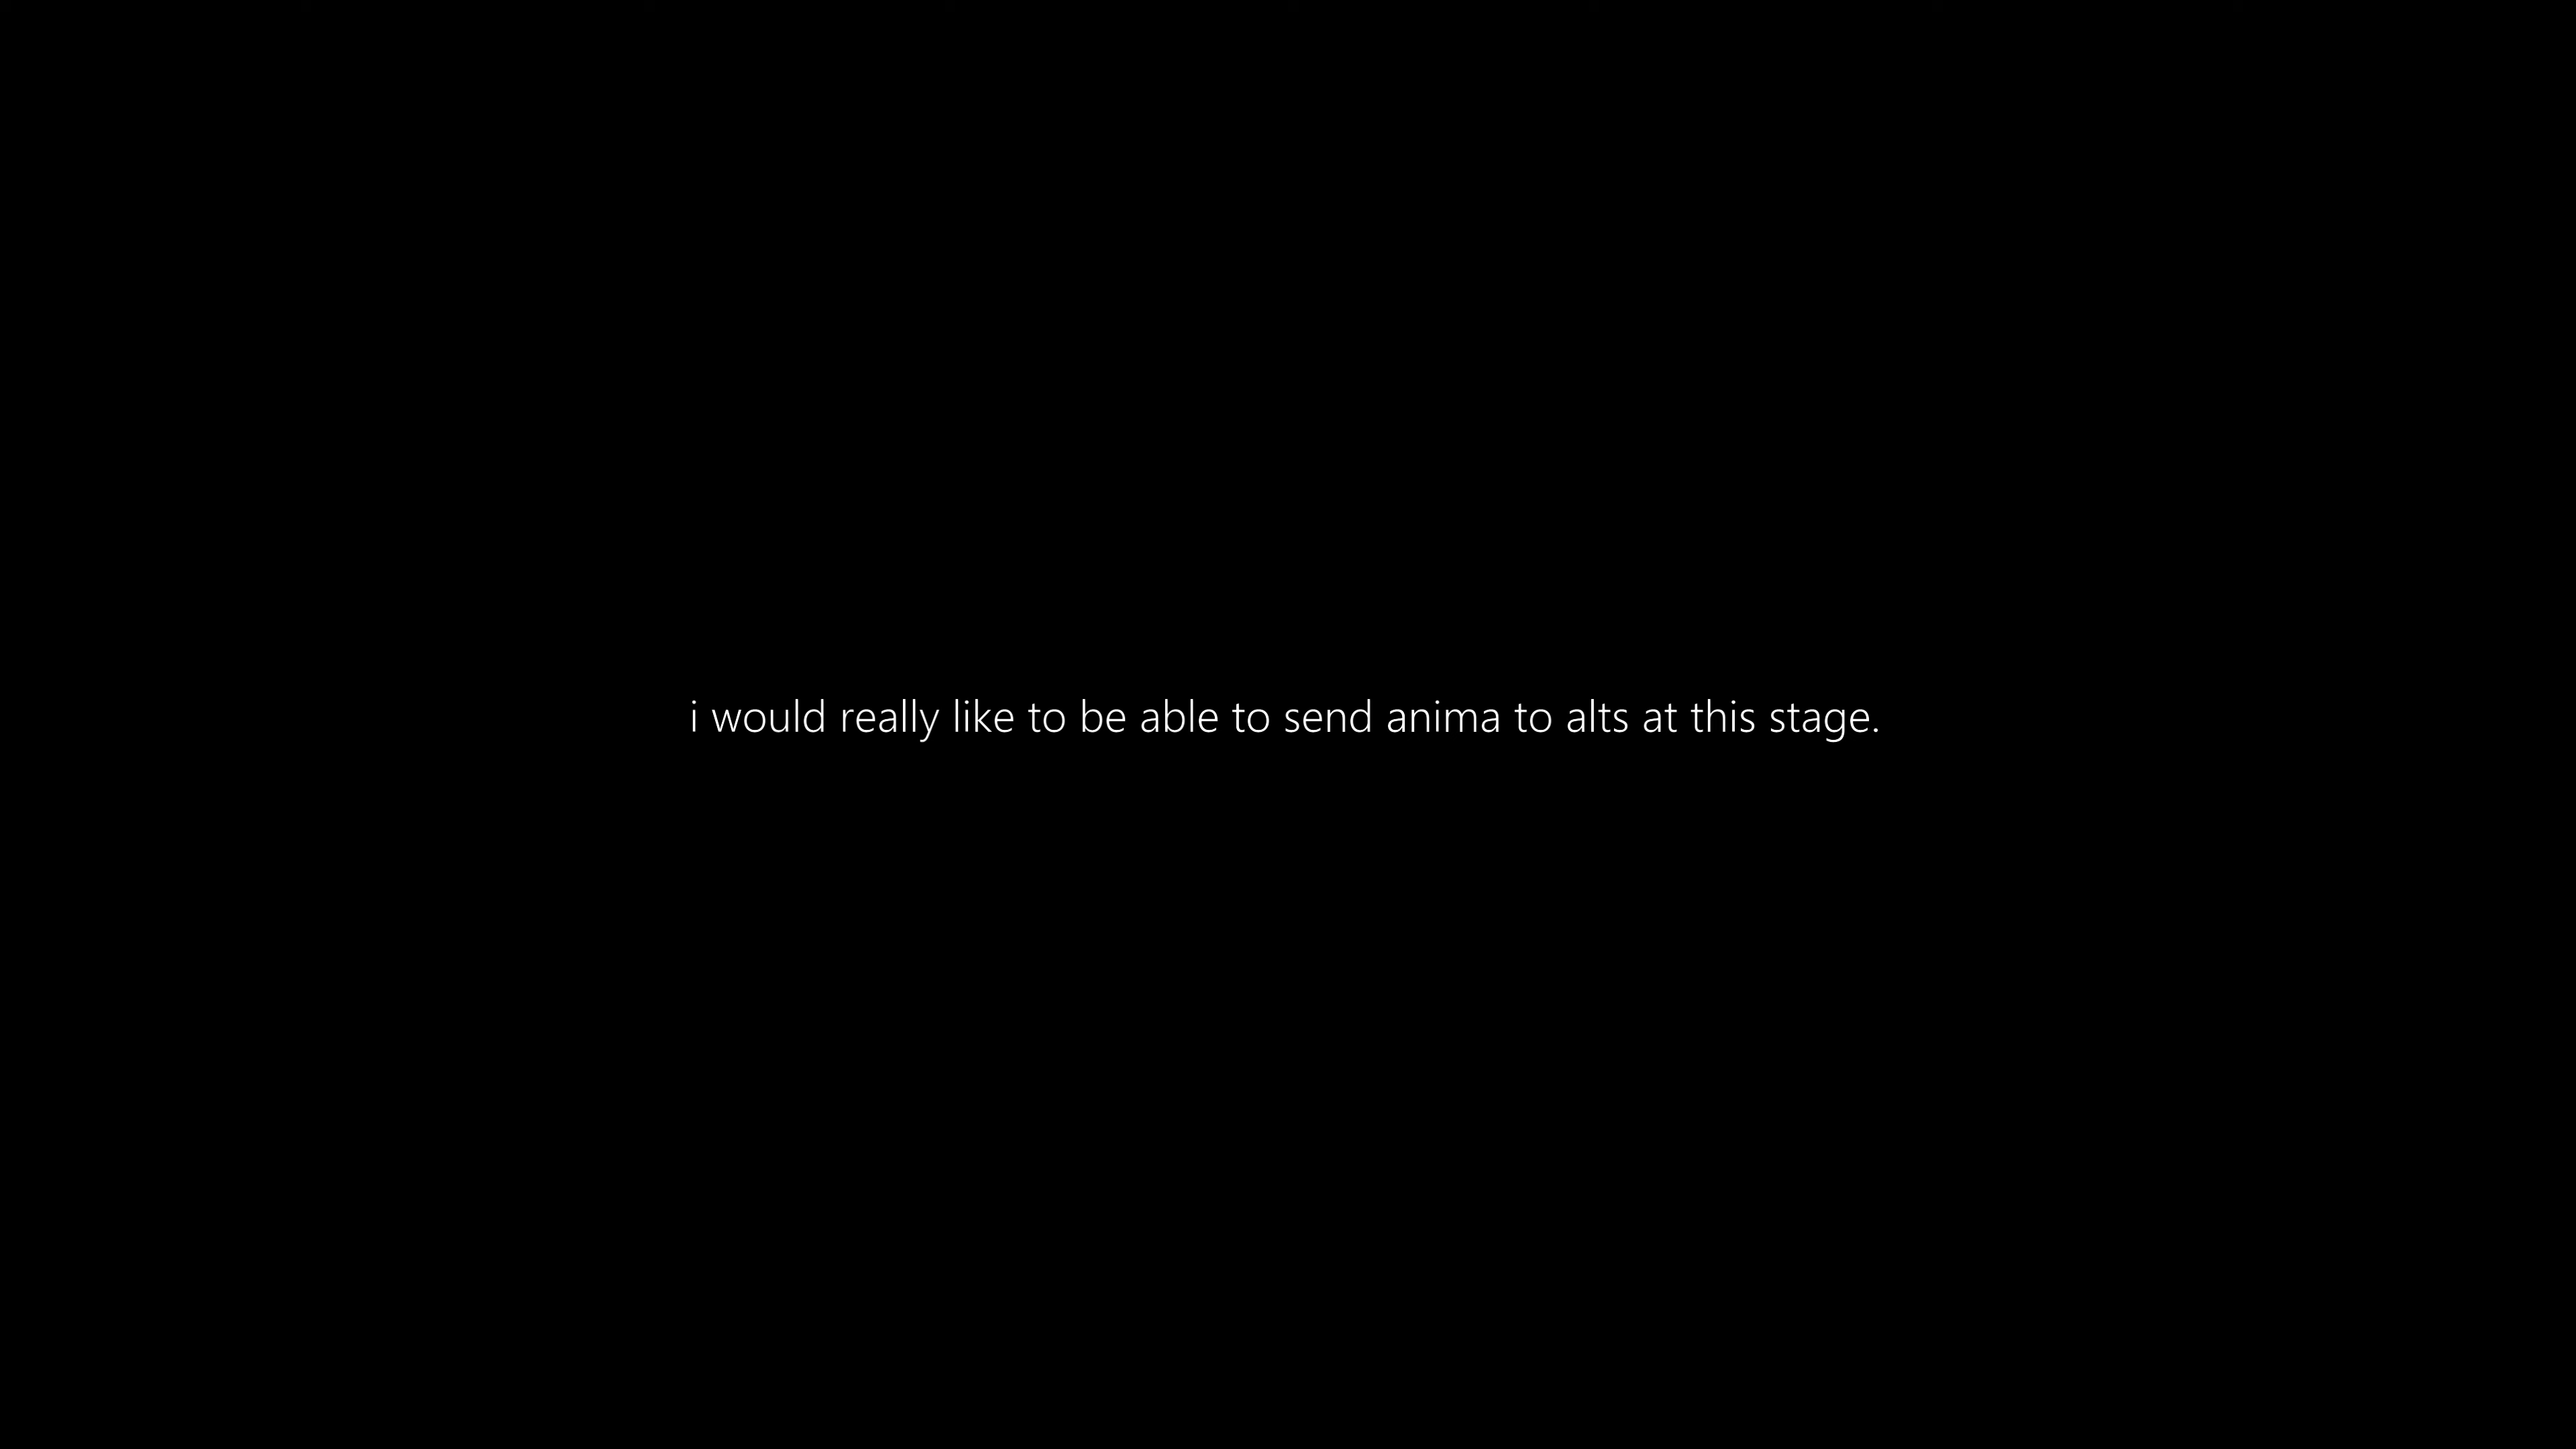 i would really like to be able to send anima to alts at this stage.